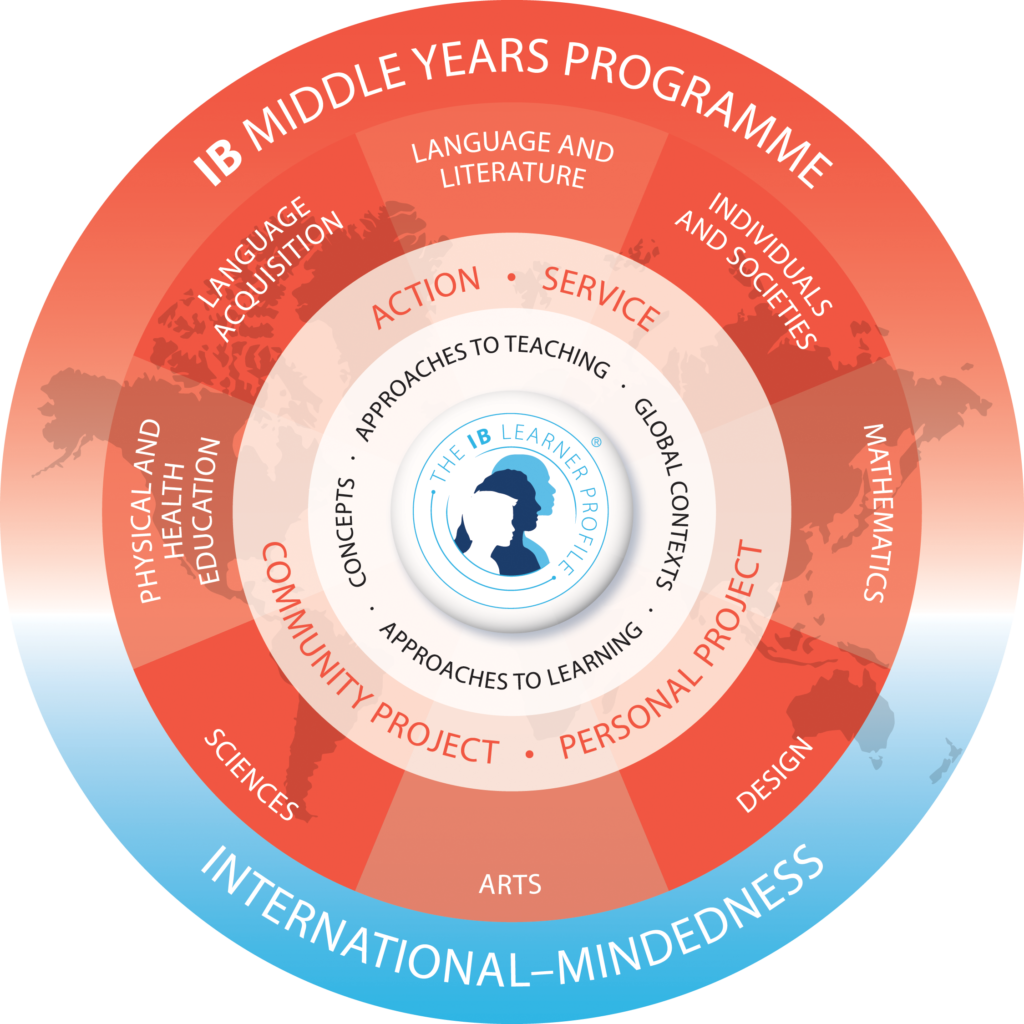 IB MIDDLE YEARS PROGRAMME
LANGUAGE AND
LITERATURE
INDIVIDUALS
AND SOCIETIES
MATHEMATICS
DESIGN
ARTS
SCIENCES
PHYSICAL AND
HEALTH
EDUCATION
LANGUAGE
ACQUISITION
ACTION • SERVICE
COMMUNITY PROJECT • PERSONAL PROJECT
APPROACHES TO TEACHING •
GLOBAL CONTEXTS •
APPROACHES TO LEARNING •
CONCEPTS •
THE IB LEARNER PROFILE®
INTERNATIONAL–MINDEDNESS